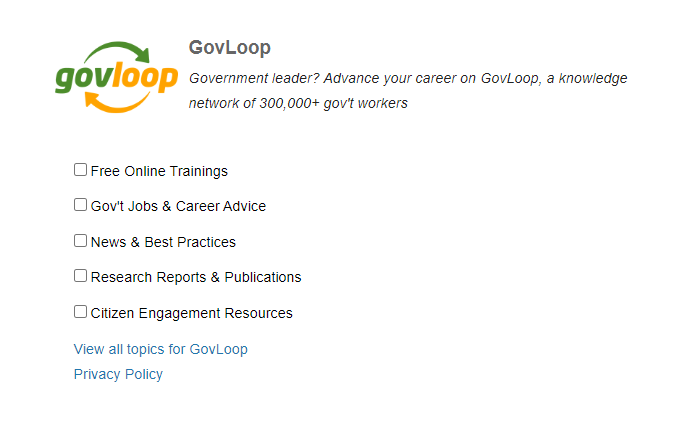 govloop
GovLoop
Government leader? Advance your career on GovLoop, a knowledge
network of 300,000+ gov't workers
Free Online Trainings
Gov't Jobs & Career Advice
News & Best Practices
Research Reports & Publications
Citizen Engagement Resources
View all topics for GovLoop
Privacy Policy